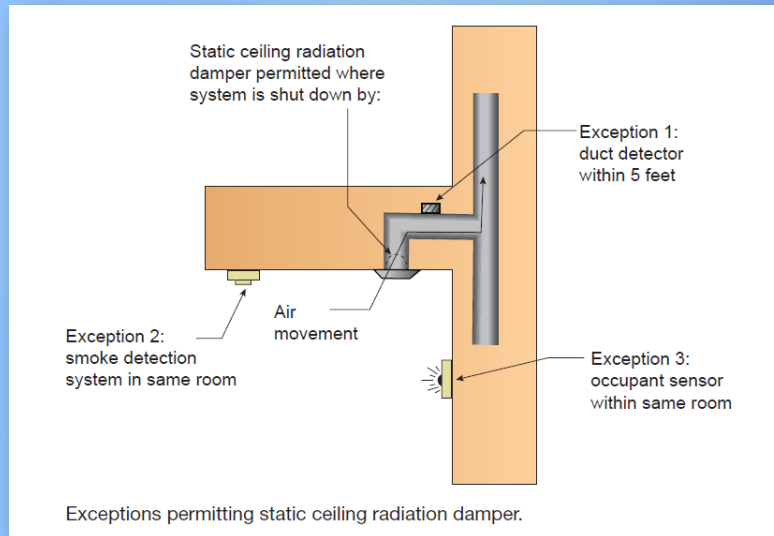 Static ceiling radiation
damper permitted where
system is shut down by:
Exception 1:
duct detector
within 5 feet
Air
movement
Exception 2:
smoke detection
system in same room
Exception 3:
occupant sensor
within same room
Exceptions permitting static ceiling radiation damper.